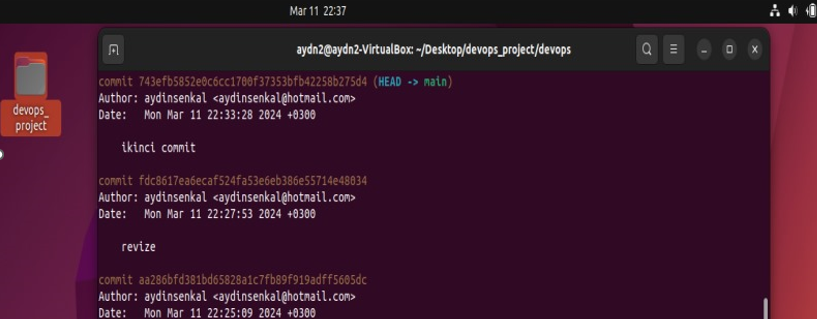 Mar 11 22:37
aydn2@aydn2-VirtualBox: ~/Desktop/devops_project/devops
devops_
project
commit 743efb5852e0c6cc1700f37353bfb42258b275d4 (HEAD -> main)
Author: aydinsenkal <aydinsenkal@hotmail.com>
Date:   Mon Mar 11 22:33:28 2024 +0300
ikinci commit
commit fdc8617ea6ecaf524fa53e6eb386e55714e48034
Author: aydinsenkal <aydinsenkal@hotmail.com>
Date:   Mon Mar 11 22:27:53 2024 +0300
revize
commit aa286bfd381bd65828a1c7fb89f919adff5605dc
Author: aydinsenkal <aydinsenkal@hotmail.com>
Date:   Mon Mar 11 22:25:09 2024 +0300